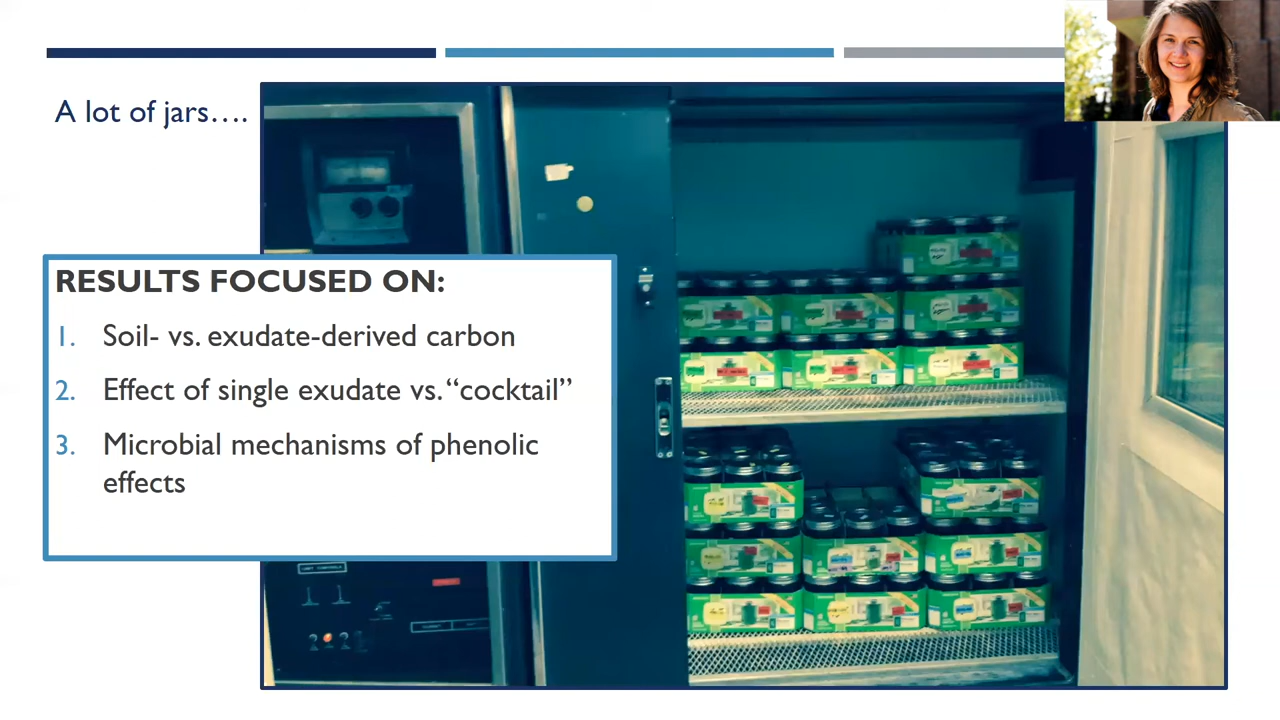 A lot of jars….
RESULTS FOCUSED ON:
1. Soil- vs. exudate-derived carbon
2. Effect of single exudate vs. “cocktail”
3. Microbial mechanisms of phenolic
effects